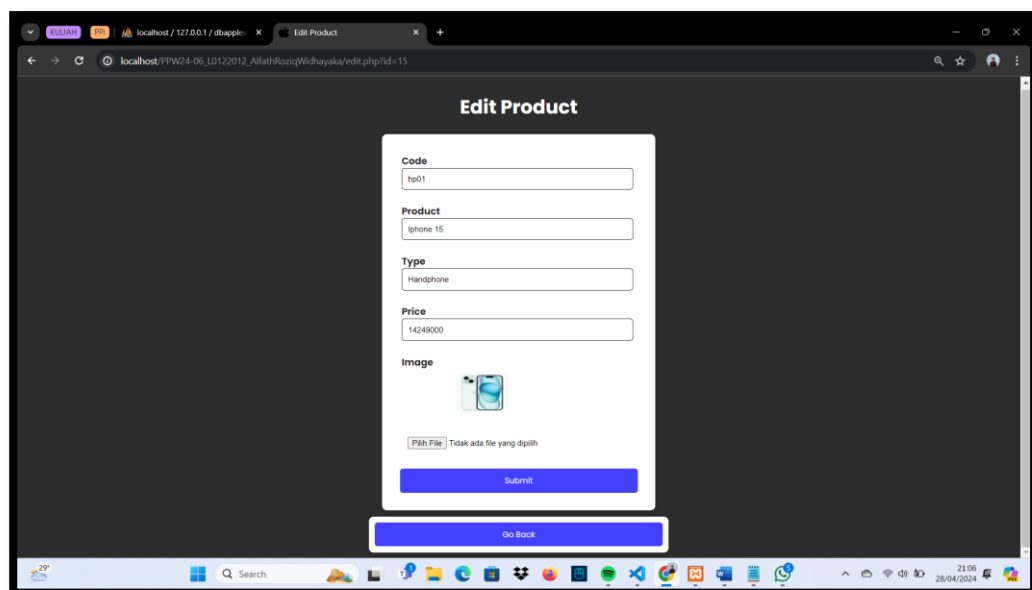 KULIAH PPI localhost / 127.0.0.1 / dbapple Edit Product
localhost/PPW24-06_L0122012_AlfathRoziqWidhayaka/edit.php?id=15
Edit Product
Code
hp01
Product
Iphone 15
Type
Handphone
Price
14249000
Image
Pilih File Tidak ada file yang dipilih
Submit
Go Back
29°
Search
21:06
28/04/2024